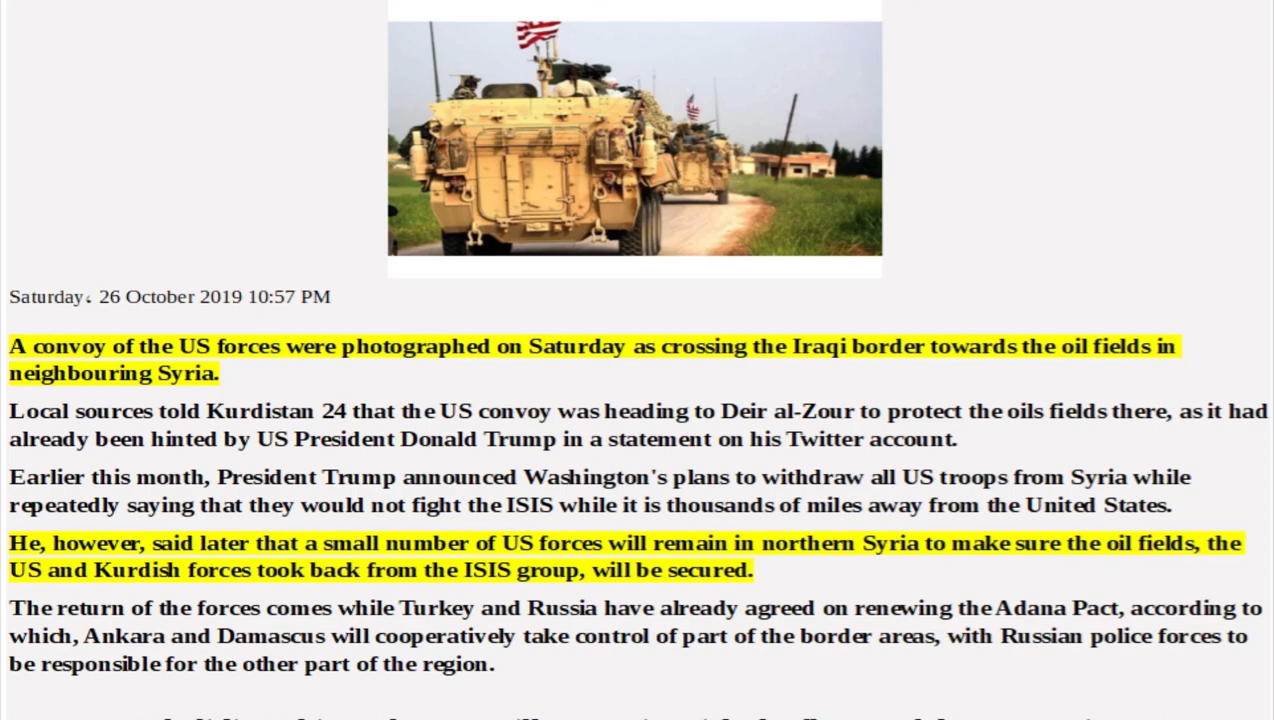 Saturday، 26 October 2019 10:57 PM
A convoy of the US forces were photographed on Saturday as crossing the Iraqi border towards the oil fields in
neighbouring Syria.
Local sources told Kurdistan 24 that the US convoy was heading to Deir al-Zour to protect the oils fields there, as it had
already been hinted by US President Donald Trump in a statement on his Twitter account.
Earlier this month, President Trump announced Washington's plans to withdraw all US troops from Syria while
repeatedly saying that they would not fight the ISIS while it is thousands of miles away from the United States.
He, however, said later that a small number of US forces will remain in northern Syria to make sure the oil fields, the
US and Kurdish forces took back from the ISIS group, will be secured.
The return of the forces comes while Turkey and Russia have already agreed on renewing the Adana Pact, according to
which, Ankara and Damascus will cooperatively take control of part of the border areas, with Russian police forces to
be responsible for the other part of the region.